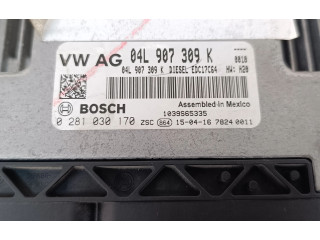 VW AG 04L 907 309 K
04L 907 309 K DIESEL EDC17C64 HW: H20
0010
Assembled in Mexico
BOSCH 1039S65335
0 281 030 170 ZSC 864 15-04-16 7024 0011